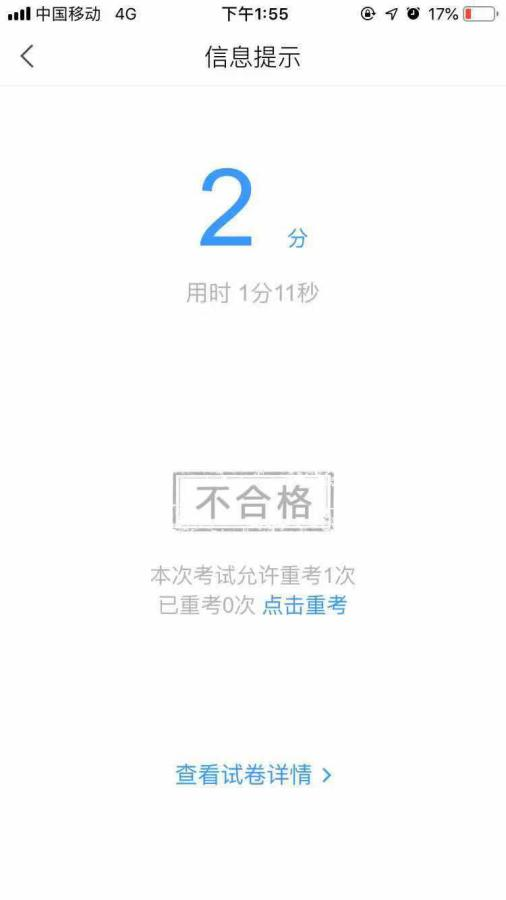 中国移动 4G 下午1:55 17%
信息提示
2 分
用时 1分11秒
不合格
本次考试允许重考1次
已重考0次 点击重考
查看试卷详情